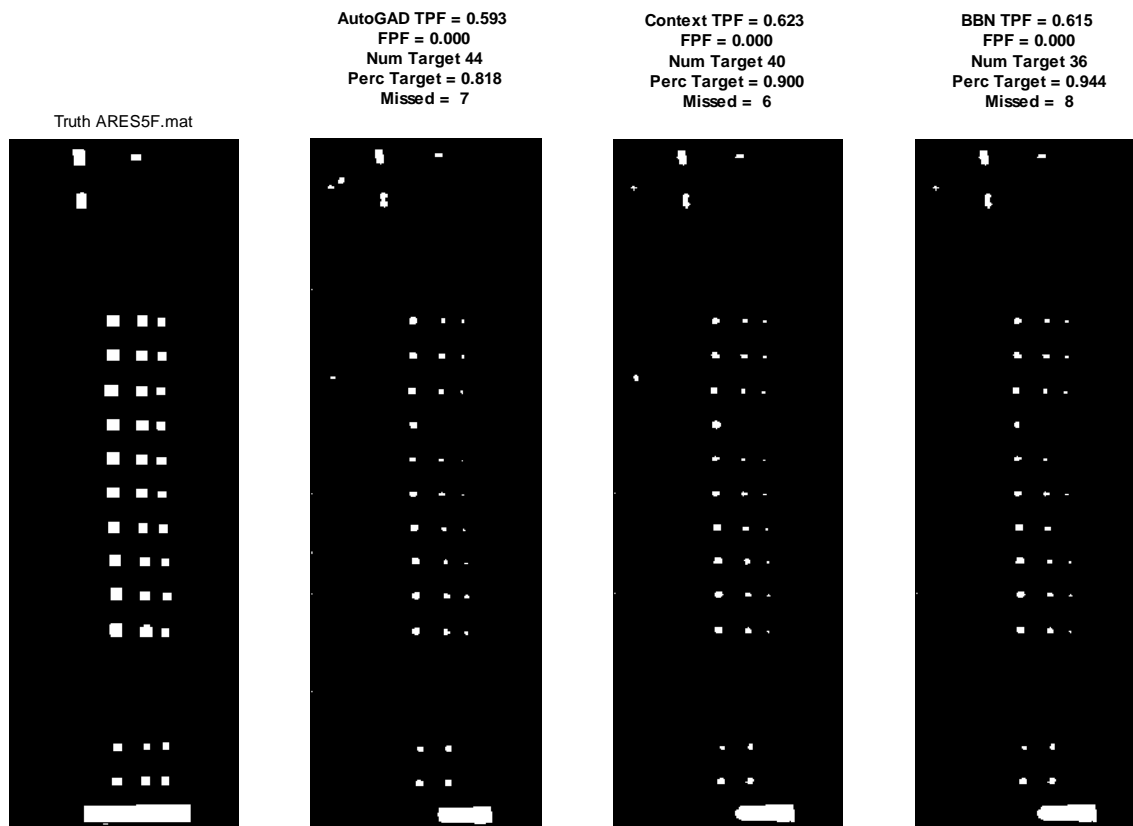 Truth ARES5F.mat
AutoGAD TPF = 0.593
FPF = 0.000
Num Target 44
Perc Target = 0.818
Missed = 7
Context TPF = 0.623
FPF = 0.000
Num Target 40
Perc Target = 0.900
Missed = 6
BBN TPF = 0.615
FPF = 0.000
Num Target 36
Perc Target = 0.944
Missed = 8